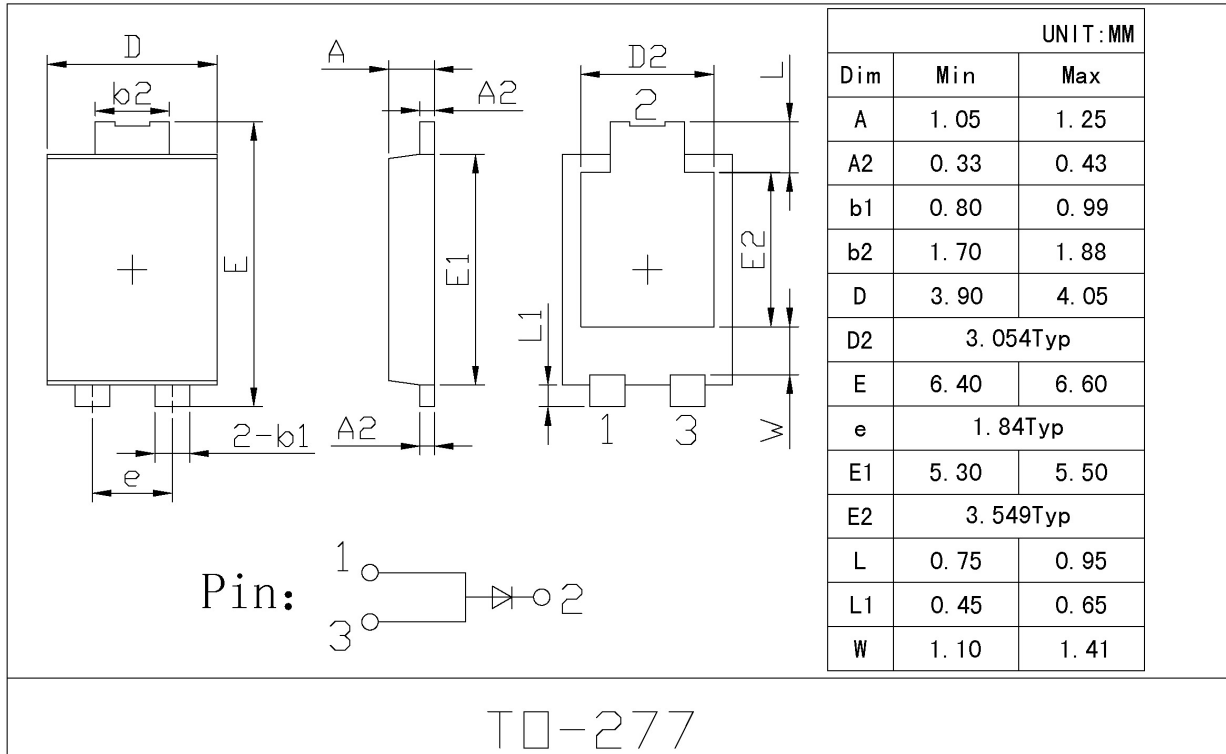 D
b2
E
2-b1
e
A
A2
E1
A2
D2
2
L
E2
L1
W
1
3
Pin:
1
3
2
UNIT:MM
Dim Min Max
A 1.05 1.25
A2 0.33 0.43
b1 0.80 0.99
b2 1.70 1.88
D 3.90 4.05
D2 3.054Typ
E 6.40 6.60
e 1.84Typ
E1 5.30 5.50
E2 3.549Typ
L 0.75 0.95
L1 0.45 0.65
W 1.10 1.41
TO-277